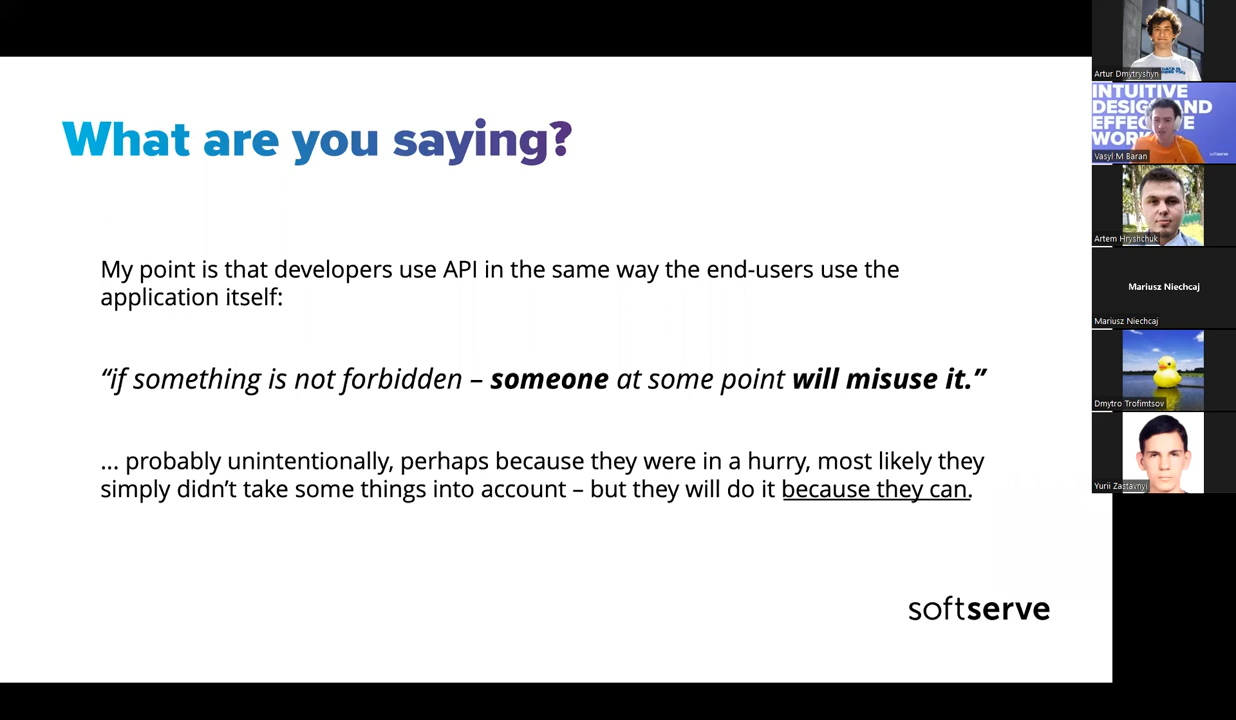 What are you saying?
My point is that developers use API in the same way the end-users use the
application itself:
“if something is not forbidden – someone at some point will misuse it.”
... probably unintentionally, perhaps because they were in a hurry, most likely they
simply didn’t take some things into account – but they will do it because they can.
softserve
Artur Dmytryshyn
INTUITIVE
DESIGN AND
EFFECTIVE
Vasyl M Baran
softserve
Artem Hryshchuk
Mariusz Niechcaj
Mariusz Niechcaj
Dmytro Trofimtsov
Yurii Zastavnyi